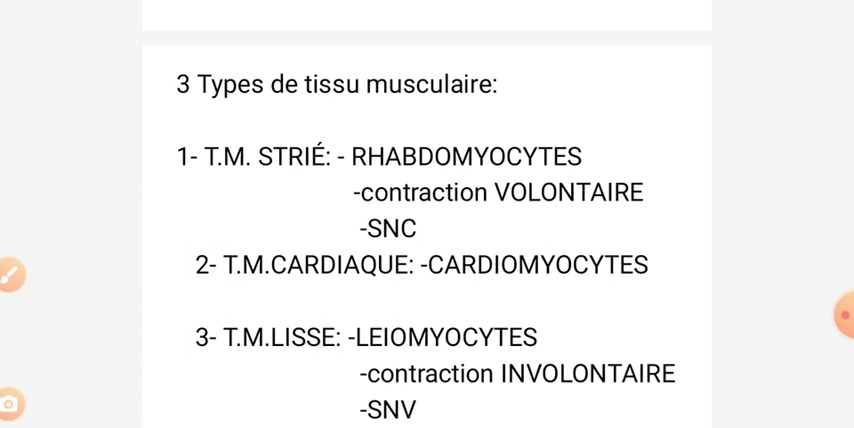 3 Types de tissu musculaire:
1- T.M. STRIÉ: - RHABDOMYOCYTES
-contraction VOLONTAIRE
-SNC
2- T.M.CARDIAQUE: -CARDIOMYOCYTES
3- T.M.LISSE: -LEIOMYOCYTES
-contraction INVOLONTAIRE
-SNV